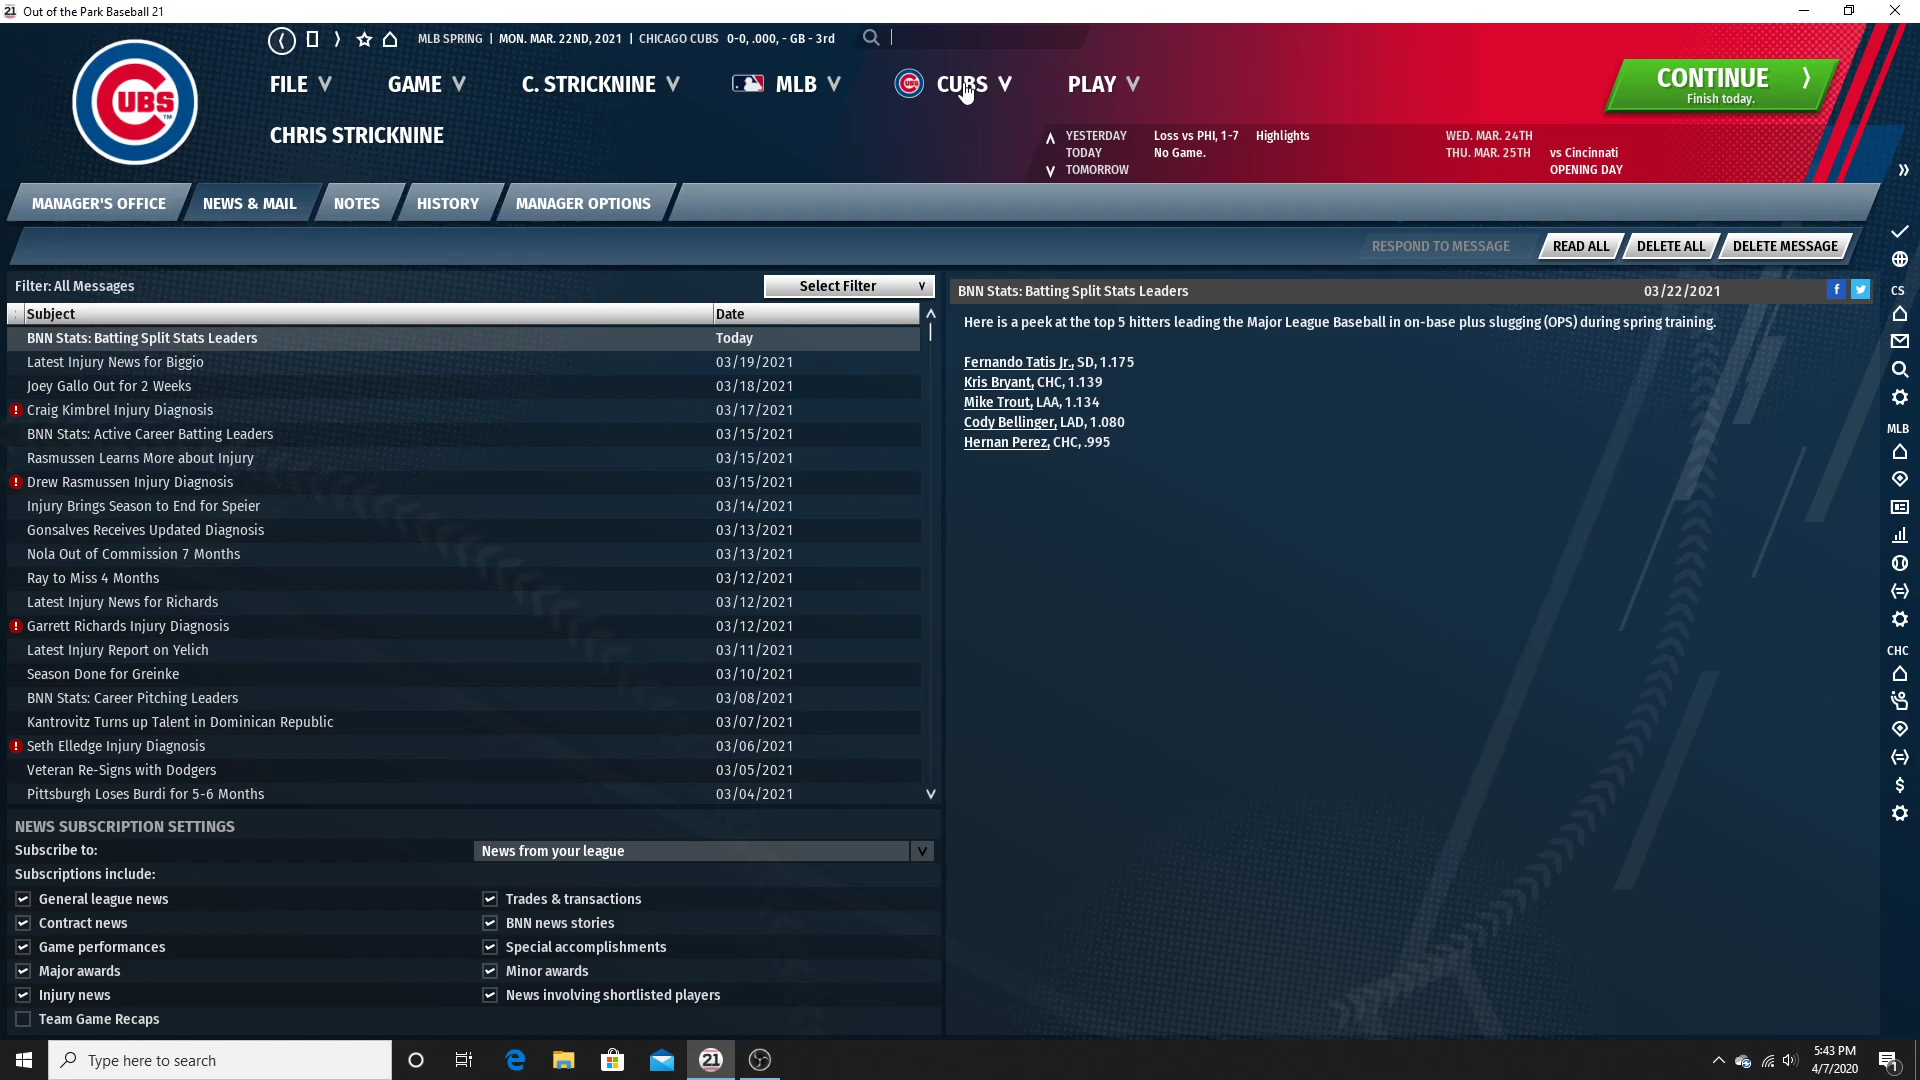 21 Out of the Park Baseball 21
MLB SPRING | MON. MAR. 22ND, 2021 | CHICAGO CUBS 0-0, .000, - GB - 3rd
FILE GAME C. STRICKNINE MLB CUBS PLAY
CUBS
CONTINUE
Finish today.
CHRIS STRICKNINE
YESTERDAY Loss vs PHI, 1-7 Highlights WED. MAR. 24TH
TODAY No Game. THU. MAR. 25TH vs Cincinnati
TOMORROW OPENING DAY
MANAGER'S OFFICE NEWS & MAIL NOTES HISTORY MANAGER OPTIONS
RESPOND TO MESSAGE READ ALL DELETE ALL DELETE MESSAGE
Filter: All Messages Select Filter
Subject Date
BNN Stats: Batting Split Stats Leaders Today
Latest Injury News for Biggio 03/19/2021
Joey Gallo Out for 2 Weeks 03/18/2021
! Craig Kimbrel Injury Diagnosis 03/17/2021
BNN Stats: Active Career Batting Leaders 03/15/2021
Rasmussen Learns More about Injury 03/15/2021
! Drew Rasmussen Injury Diagnosis 03/15/2021
Injury Brings Season to End for Speier 03/14/2021
Gonsalves Receives Updated Diagnosis 03/13/2021
Nola Out of Commission 7 Months 03/13/2021
Ray to Miss 4 Months 03/12/2021
Latest Injury News for Richards 03/12/2021
! Garrett Richards Injury Diagnosis 03/12/2021
Latest Injury Report on Yelich 03/11/2021
Season Done for Greinke 03/10/2021
BNN Stats: Career Pitching Leaders 03/08/2021
Kantrovitz Turns up Talent in Dominican Republic 03/07/2021
! Seth Elledge Injury Diagnosis 03/06/2021
Veteran Re-Signs with Dodgers 03/05/2021
Pittsburgh Loses Burdi for 5-6 Months 03/04/2021
NEWS SUBSCRIPTION SETTINGS
Subscribe to: News from your league
Subscriptions include:
General league news Trades & transactions
Contract news BNN news stories
Game performances Special accomplishments
Major awards Minor awards
Injury news News involving shortlisted players
Team Game Recaps
BNN Stats: Batting Split Stats Leaders 03/22/2021
Here is a peek at the top 5 hitters leading the Major League Baseball in on-base plus slugging (OPS) during spring training.
Fernando Tatis Jr., SD, 1.175
Kris Bryant, CHC, 1.139
Mike Trout, LAA, 1.134
Cody Bellinger, LAD, 1.080
Hernan Perez, CHC, .995
CS
MLB
CHC
Type here to search
21
5:43 PM
4/7/2020
1